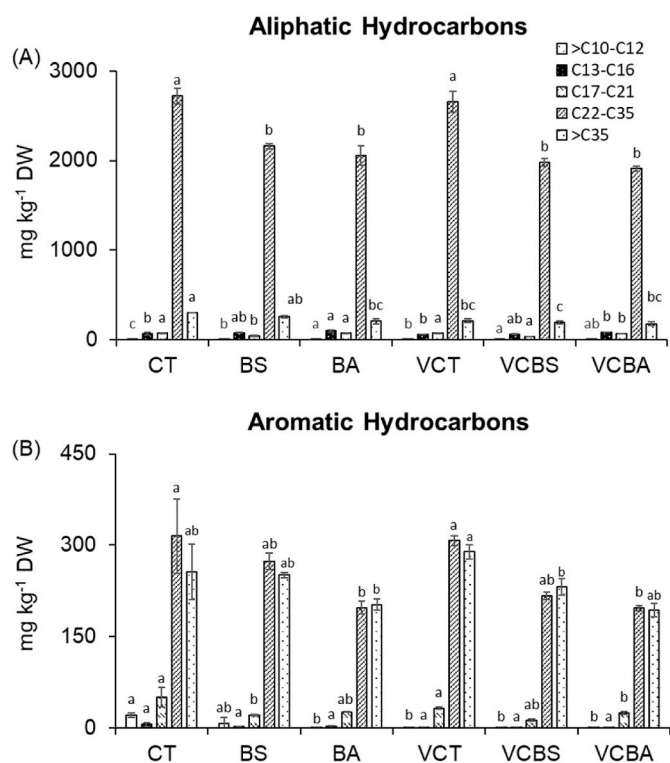 Aliphatic Hydrocarbons
(A)
>C10-C12
C13-C16
C17-C21
C22-C35
>C35
3000
2000
1000
0
mg kg-1 DW
c b a a a
b ab b b ab
a a a b bc
b b a a bc
a ab a b c
ab b a b bc
CT BS BA VCT VCBS VCBA
Aromatic Hydrocarbons
(B)
450
300
150
0
mg kg-1 DW
a a a a ab
ab a b ab ab
b a ab b b
b a a a a
b a ab ab b
b a b b ab
CT BS BA VCT VCBS VCBA